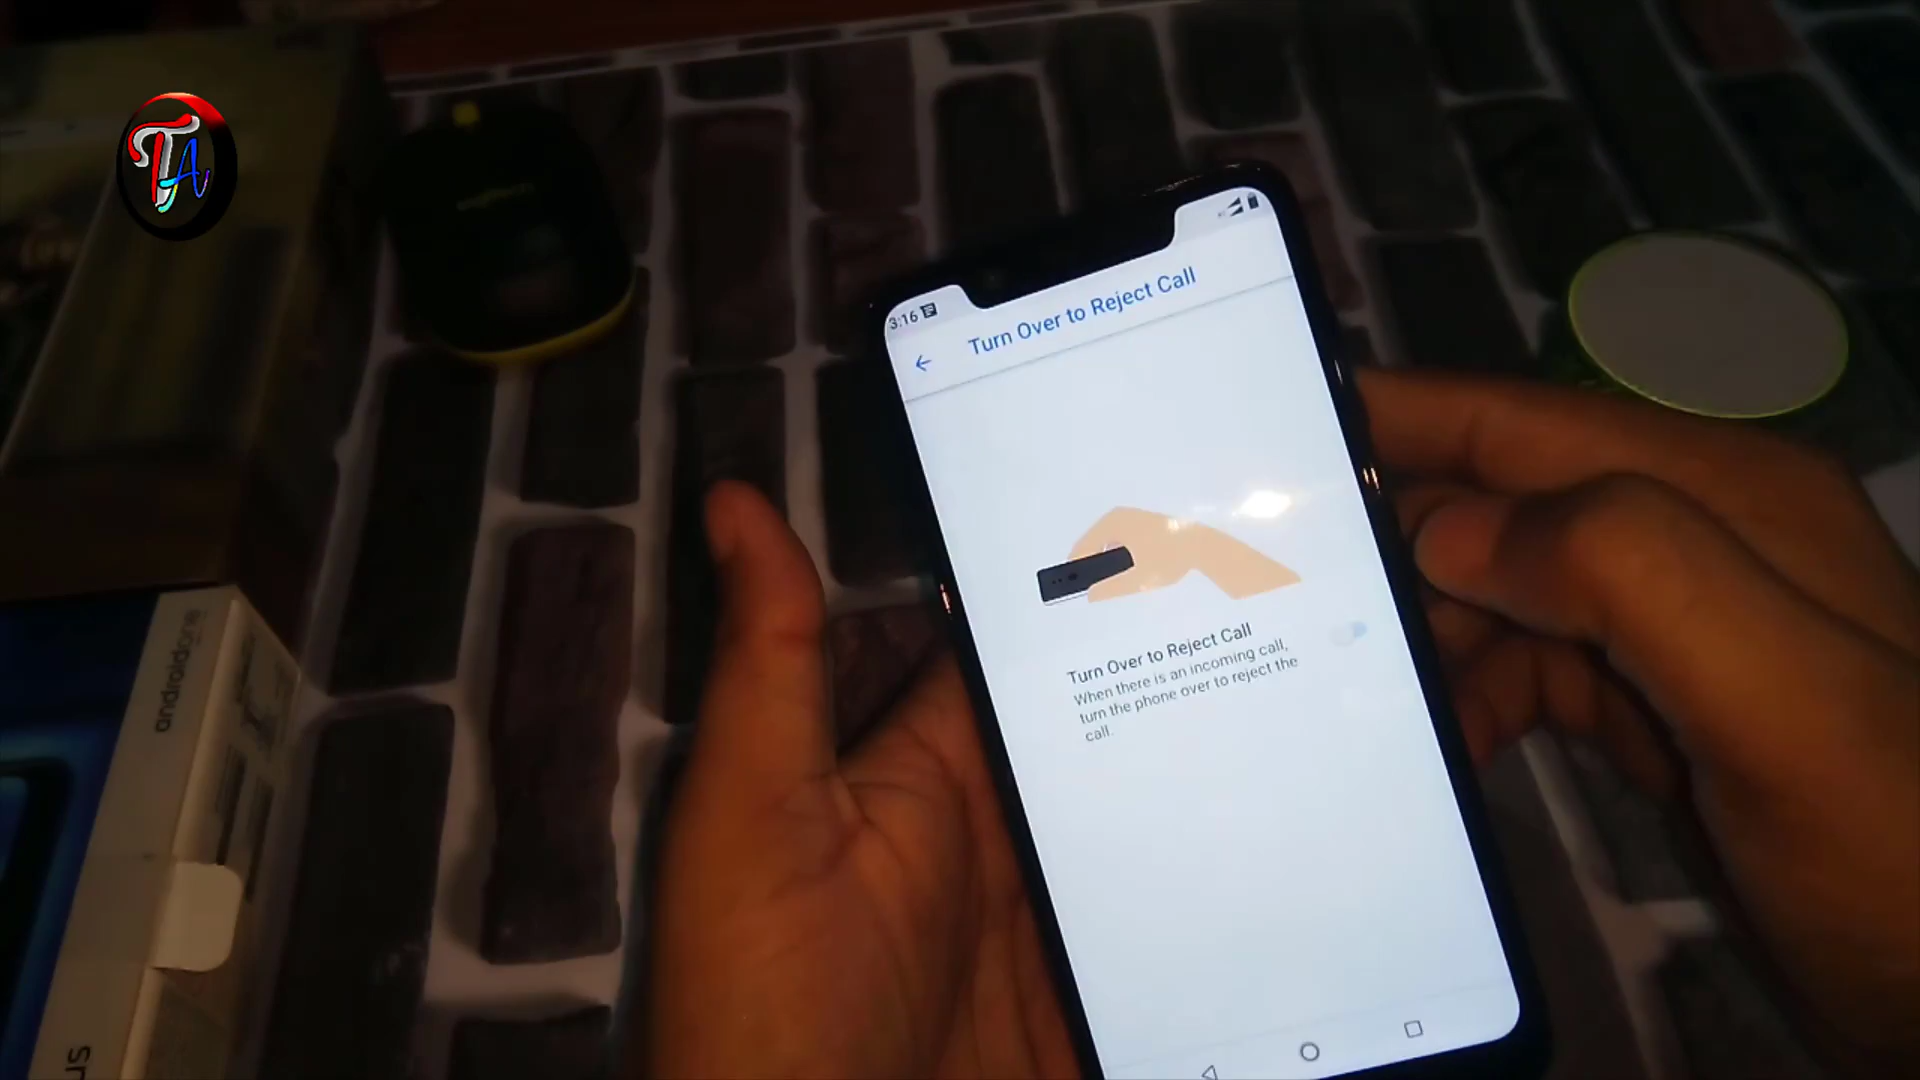 TA
3:16
Turn Over to Reject Call
Turn Over to Reject Call
When there is an incoming call,
turn the phone over to reject the
call.
androidone